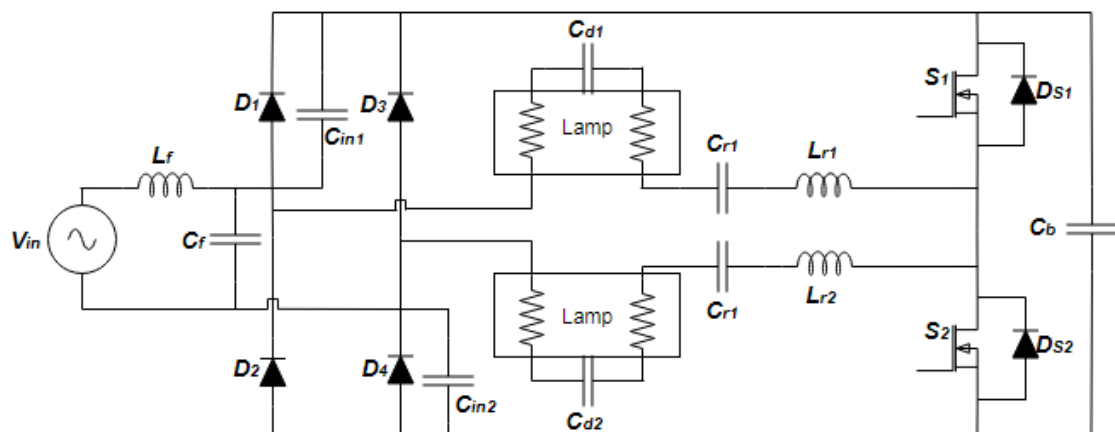 Cd1
S1
DS1
D1
D3
Cin1
Lamp
Cr1
Lr1
Lf
Vin
Cf
Cb
Lr2
Cr1
Lamp
S2
DS2
D2
D4
Cin2
Cd2